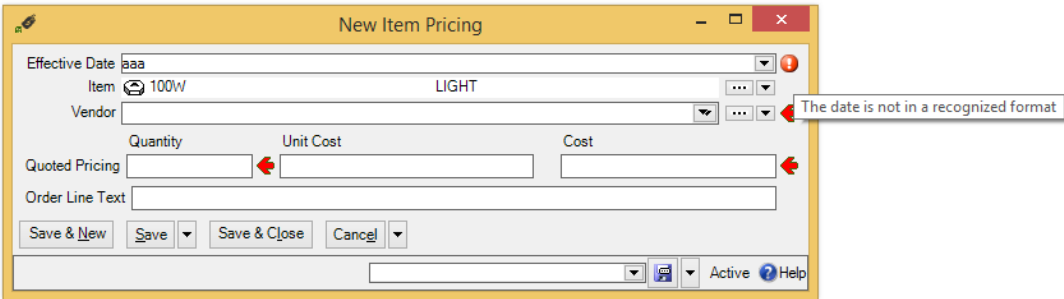 New Item Pricing
Effective Date aaa
Item 100W LIGHT
Vendor
The date is not in a recognized format
Quantity Unit Cost Cost
Quoted Pricing
Order Line Text
Save & New Save Save & Close Cancel
Active Help